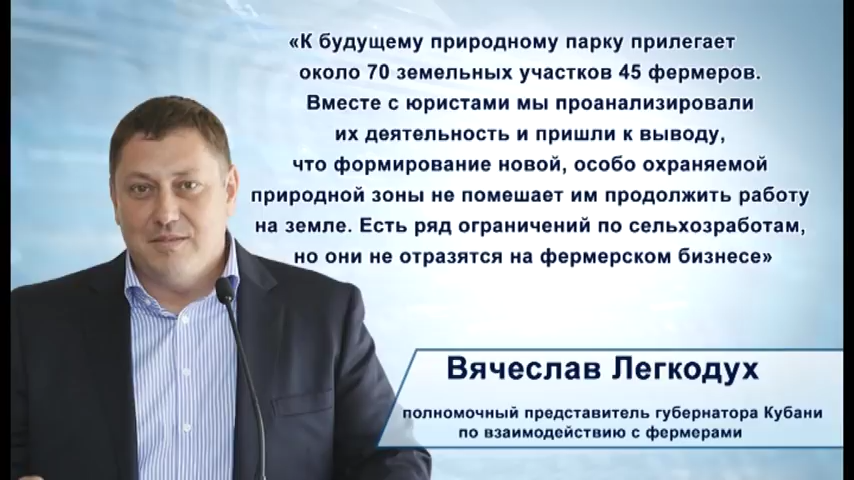 «К будущему природному парку прилегает
около 70 земельных участков 45 фермеров.
Вместе с юристами мы проанализировали
их деятельность и пришли к выводу,
что формирование новой, особо охраняемой
природной зоны не помешает им продолжить работу
на земле. Есть ряд ограничений по сельхозработам,
но они не отразятся на фермерском бизнесе»
Вячеслав Легкодух
полномочный представитель губернатора Кубани
по взаимодействию с фермерами